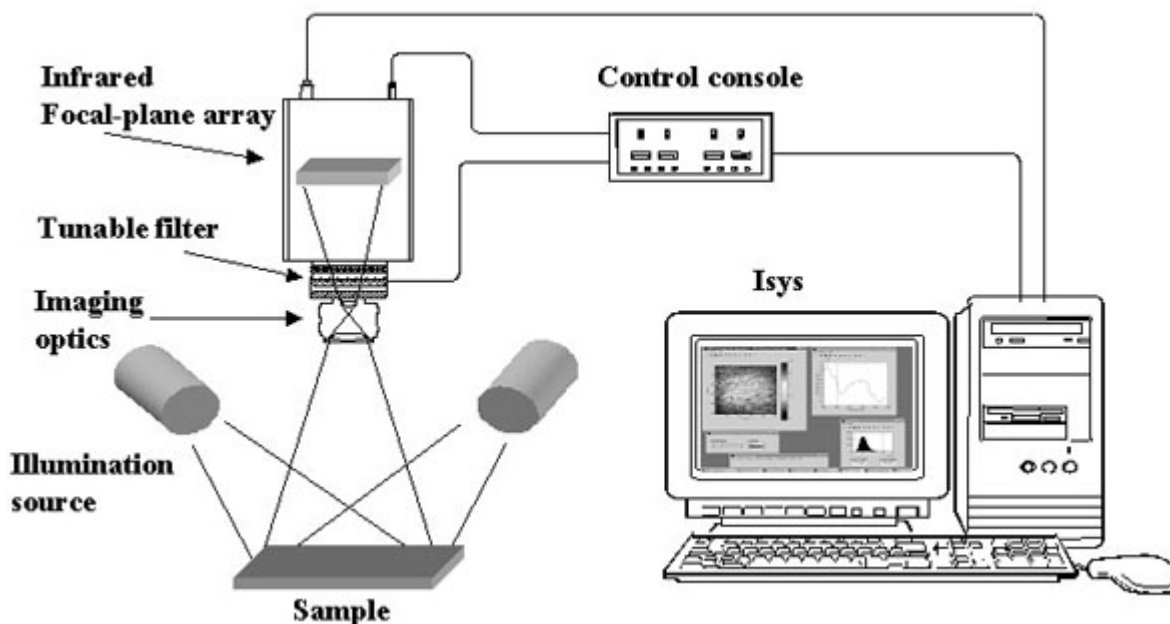 Infrared
Focal-plane array
Control console
Tunable filter
Imaging
optics
Isys
Illumination
source
Sample